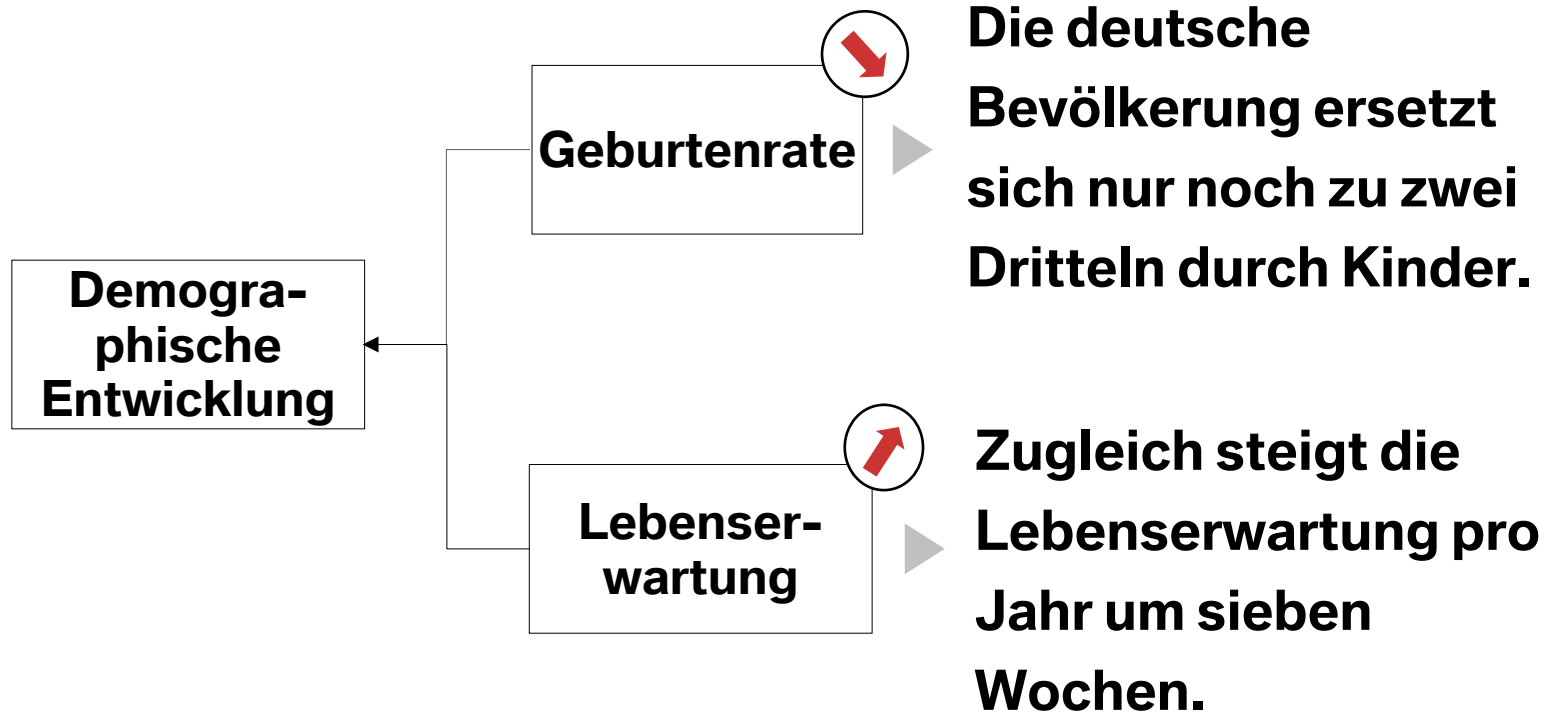 Die deutsche
Bevölkerung ersetzt
sich nur noch zu zwei
Dritteln durch Kinder.
Geburtenrate
Demogra-
phische
Entwicklung
Zugleich steigt die
Lebenserwartung pro
Jahr um sieben
Wochen.
Lebenser-
wartung